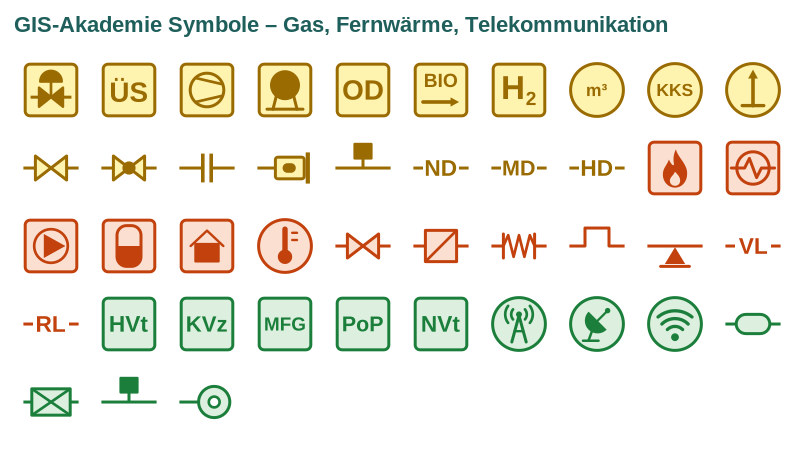 GIS-Akademie Symbole – Gas, Fernwärme, Telekommunikation
ÜS
OD
BIO
H₂
m³
KKS
ND
MD
HD
VL
RL
HVt
KVz
MFG
PoP
NVt